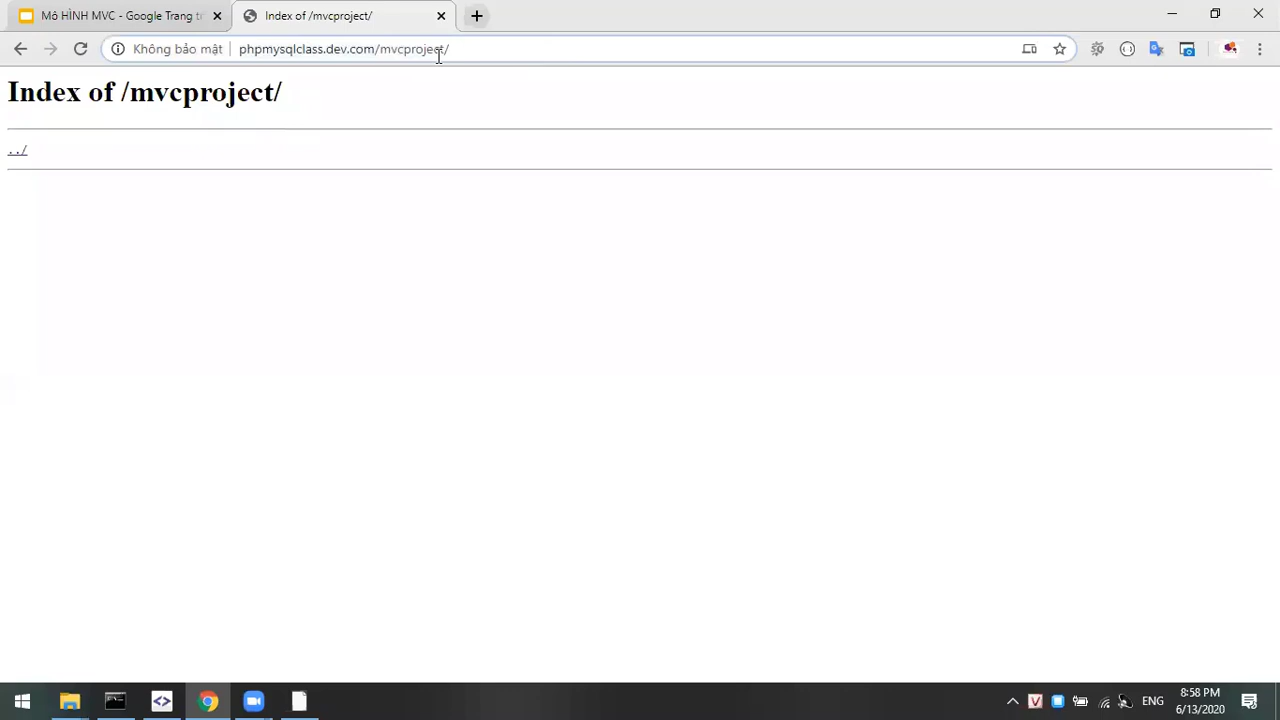 Mô HÌNH MVC - Google Trang t
Index of /mvcproject/
Không bảo mật
phpmysqlclass.dev.com/mvcproject/
Index of /mvcproject/
../
ENG
8:58 PM
6/13/2020